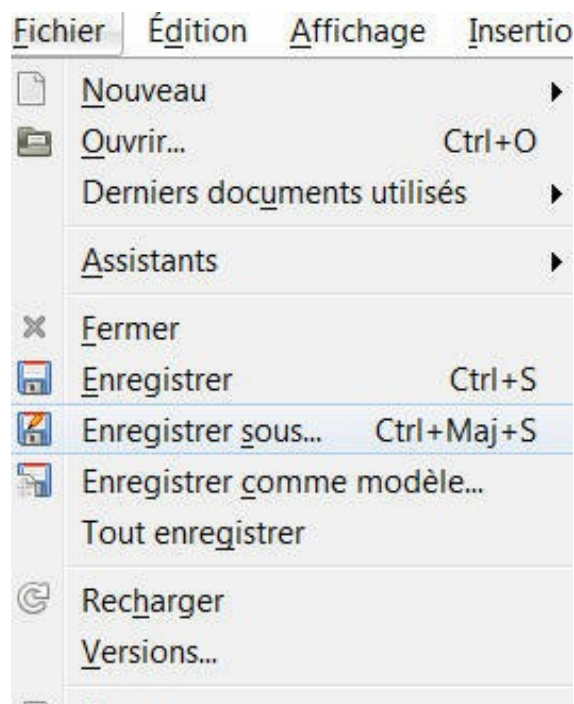 Fichier Édition Affichage Insertio
Nouveau
Ouvrir... Ctrl+O
Derniers documents utilisés
Assistants
Fermer
Enregistrer Ctrl+S
Enregistrer sous... Ctrl+Maj+S
Enregistrer comme modèle...
Tout enregistrer
Recharger
Versions...